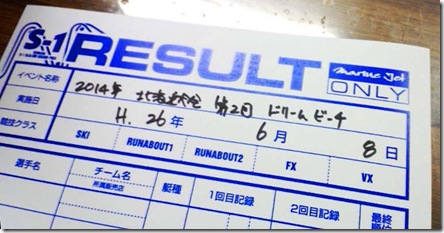 S-1 RESULT marine jet ONLY
イベント名称 2014年 北海道大会 第2回 ドリームビーチ
実施日 H. 26年 6月 8日
競技クラス SKI RUNABOUT1 RUNABOUT2 FX VX
選手名 チーム名 所属販売店 艇種 1回目記録 2回目記録 最終順位